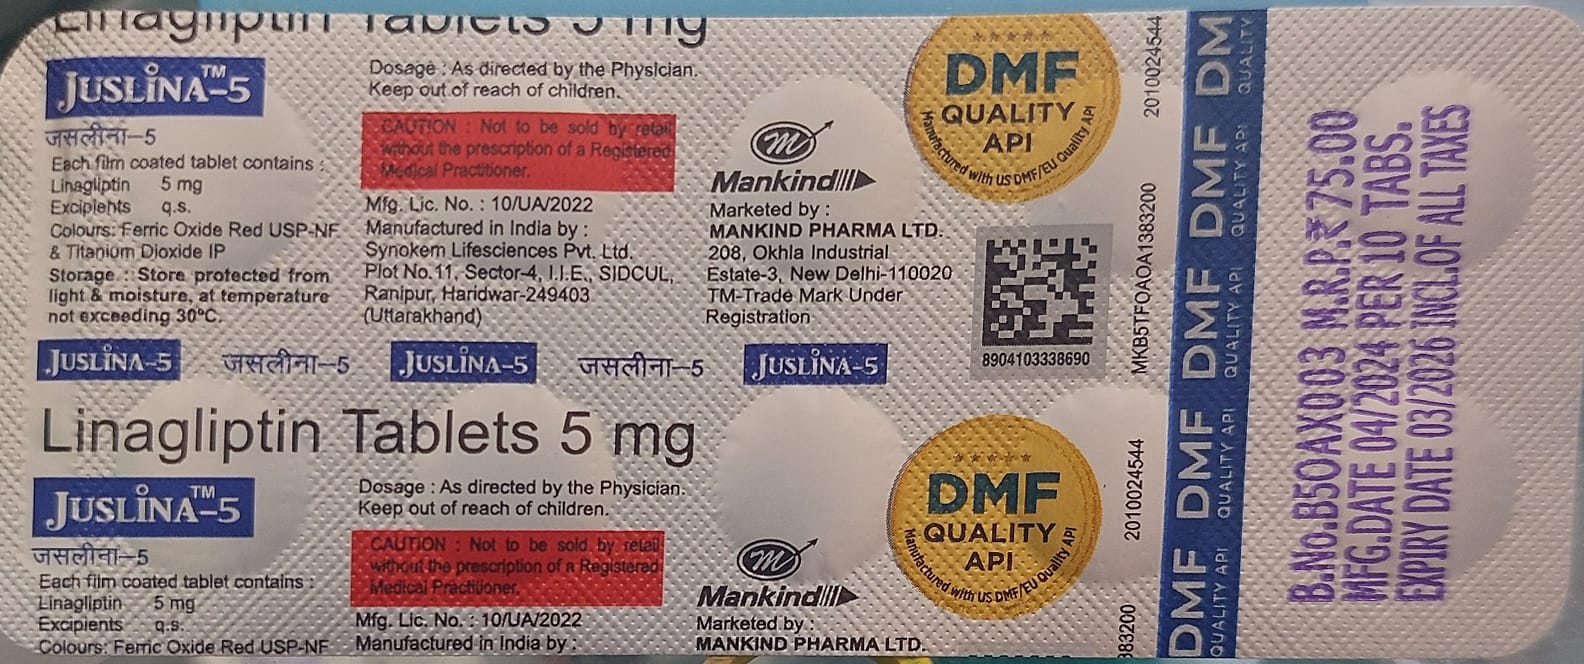 Linagliptin Tablets 5 mg
JUSLINA™-5
जसलीना-5
Each film coated tablet contains :
Linagliptin 5 mg
Excipients q.s.
Colours: Ferric Oxide Red USP-NF
& Titanium Dioxide IP
Storage : Store protected from
light & moisture, at temperature
not exceeding 30°C.
Dosage : As directed by the Physician.
Keep out of reach of children.
CAUTION : Not to be sold by retail
without the prescription of a Registered
Medical Practitioner.
Mfg. Lic. No. : 10/UA/2022
Manufactured in India by :
Synokem Lifesciences Pvt. Ltd.
Plot No.11, Sector-4, I.I.E., SIDCUL,
Ranipur, Haridwar-249403
(Uttarakhand)
m
Mankind
Marketed by :
MANKIND PHARMA LTD.
208, Okhla Industrial
Estate-3, New Delhi-110020
TM-Trade Mark Under
Registration
DMF
QUALITY
API
Manufactured with US DMF/EU Quality API
8904103338690
2010024544
MKB5TFOAOA1383200
JUSLINA-5 जसलीना-5 JUSLINA-5 जसलीना-5 JUSLINA-5
Linagliptin Tablets 5 mg
JUSLINA™-5
जसलीना-5
Each film coated tablet contains :
Linagliptin 5 mg
Excipients q.s.
Colours: Ferric Oxide Red USP-NF
Dosage : As directed by the Physician.
Keep out of reach of children.
CAUTION : Not to be sold by retail
without the prescription of a Registered
Medical Practitioner.
Mfg. Lic. No. : 10/UA/2022
Manufactured in India by :
m
Mankind
Marketed by :
MANKIND PHARMA LTD.
DMF
QUALITY
API
Manufactured with US DMF/EU Quality API
2010024544
383200
DMF DMF DMF DMF DM
QUALITY API QUALITY API QUALITY API QUALITY API QUALITY
B.No.B5OAX003 M.R.P.₹75.00
MFG.DATE 04/2024 PER 10 TABS.
EXPIRY DATE 03/2026 INCL.OF ALL TAXES